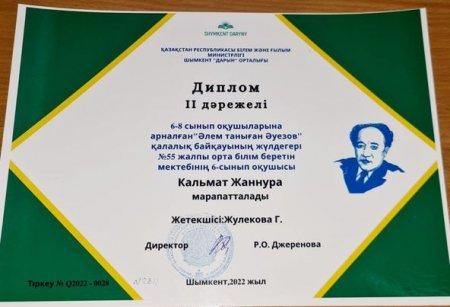 SHYMKENT DARYNY
ҚАЗАҚСТАН РЕСПУБЛИКАСЫ БІЛІМ ЖӘНЕ ҒЫЛЫМ
МИНИСТРЛІГІ
ШЫМКЕНТ "ДАРЫН" ОРТАЛЫҒЫ
Диплом
II дәрежелі
6-8 сынып оқушыларына
арналған"Әлем таныған Әуезов"
қалалық байқауының жүлдегері
№55 жалпы орта білім беретін
мектебінің 6-сынып оқушысы
Кальмат Жаннура
марапатталады
Жетекшісі:Жулекова Г.
Директор Р.О. Джеренова
Тіркеу № Q2022 - 0028
Шымкент,2022 жыл